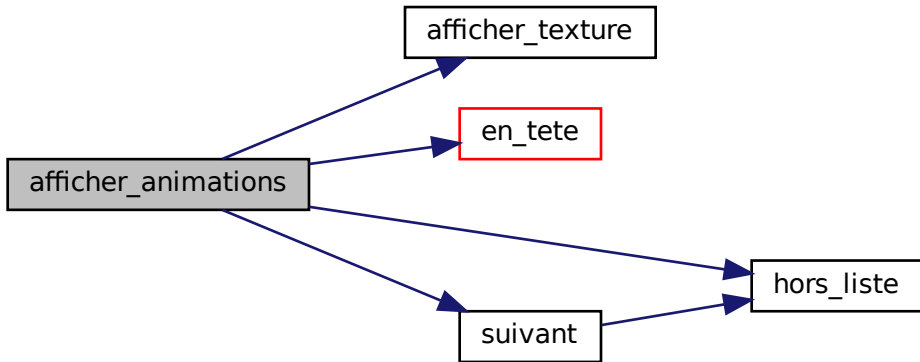 afficher_texture
en_tete
afficher_animations
hors_liste
suivant